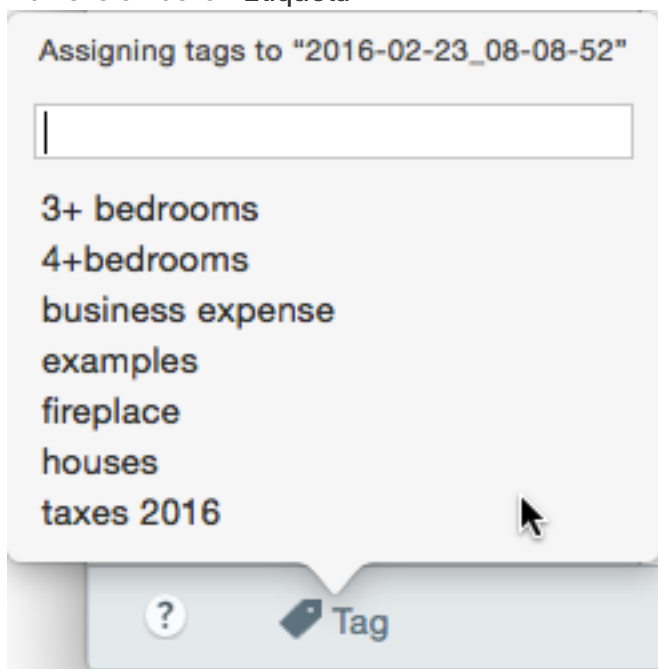 Assigning tags to “2016-02-23_08-08-52”
3+ bedrooms
4+bedrooms
business expense
examples
fireplace
houses
taxes 2016
? Tag